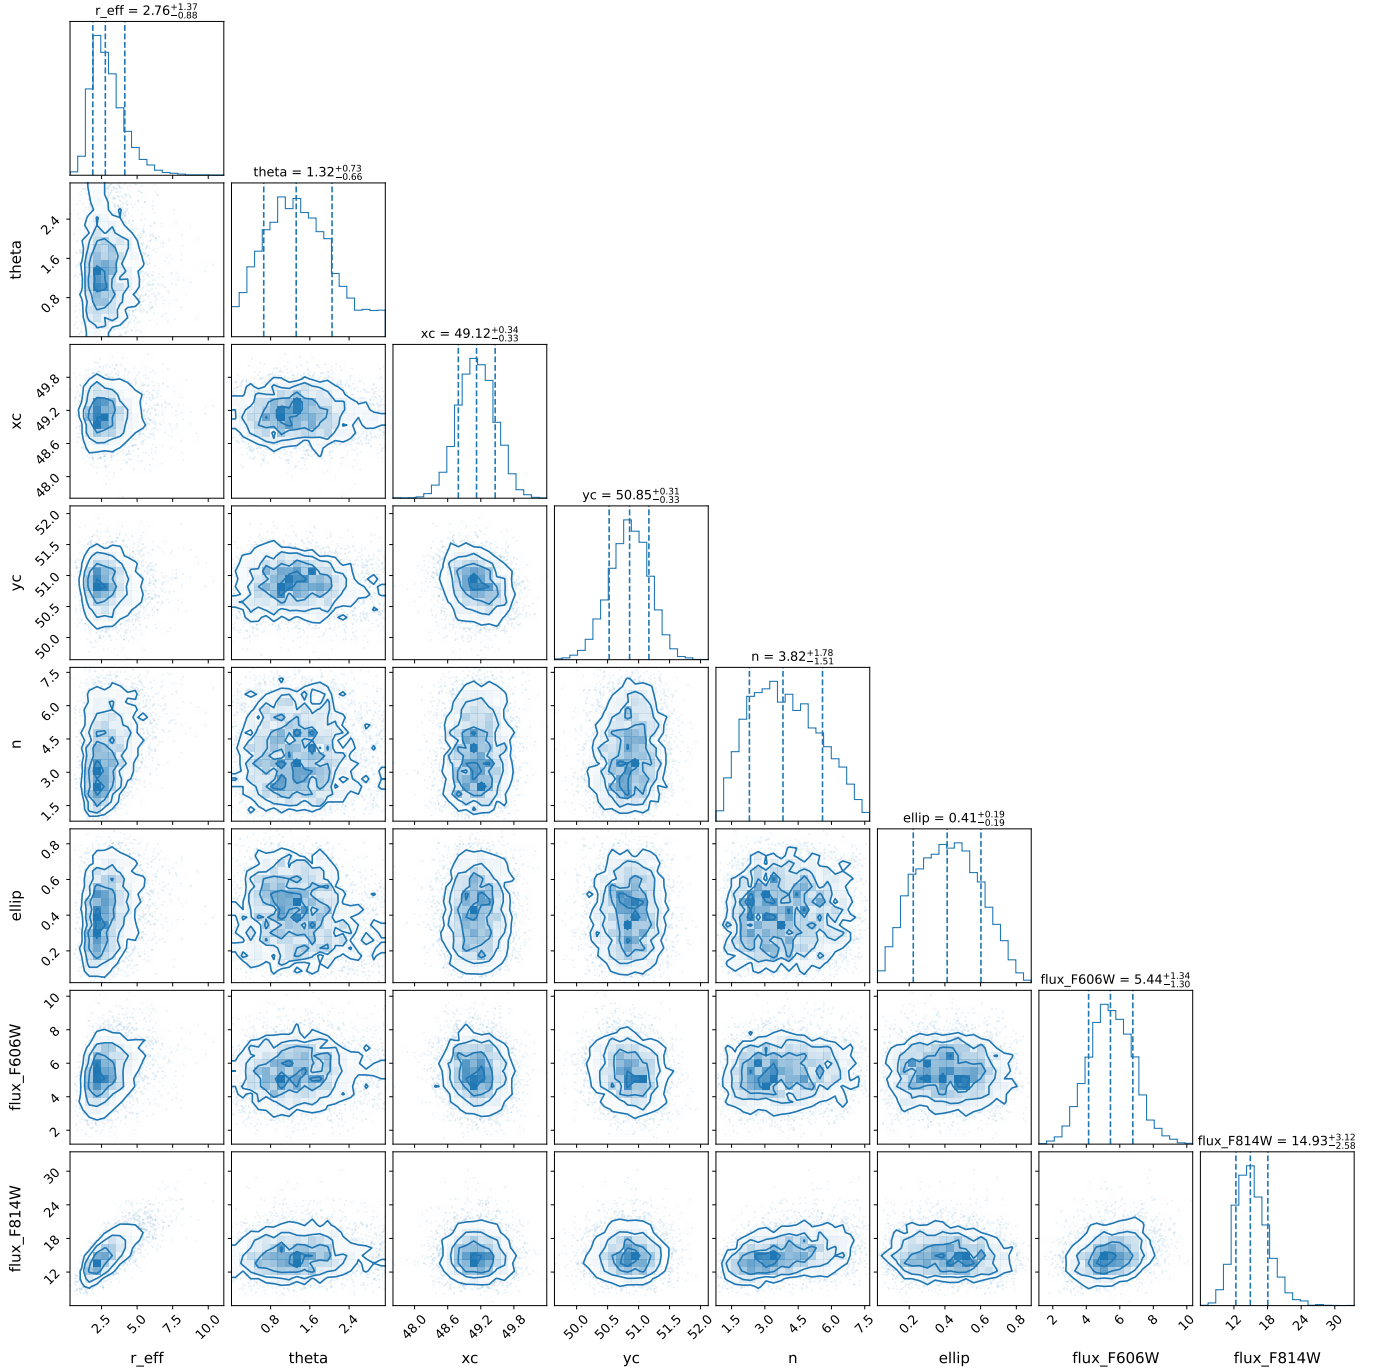 r_eff = 2.76+1.37−0.88
theta = 1.32+0.73−0.66
theta
2.4
1.6
0.8
xc = 49.12+0.34−0.33
xc
49.8
49.2
48.6
48.0
yc = 50.85+0.31−0.33
yc
52.0
51.5
51.0
50.5
50.0
n = 3.82+1.78−1.51
n
7.5
6.0
4.5
3.0
1.5
ellip = 0.41+0.19−0.19
ellip
0.8
0.6
0.4
0.2
flux_F606W = 5.44+1.34−1.30
flux_F606W
10
8
6
4
2
flux_F814W = 14.93+3.12−2.58
flux_F814W
30
24
18
12
2.5 5.0 7.5 10.0 0.8 1.6 2.4 48.0 48.6 49.2 49.8 50.0 50.5 51.0 51.5 52.0 1.5 3.0 4.5 6.0 7.5 0.2 0.4 0.6 0.8 2 4 6 8 10 12 18 24 30
r_eff theta xc yc n ellip flux_F606W flux_F814W